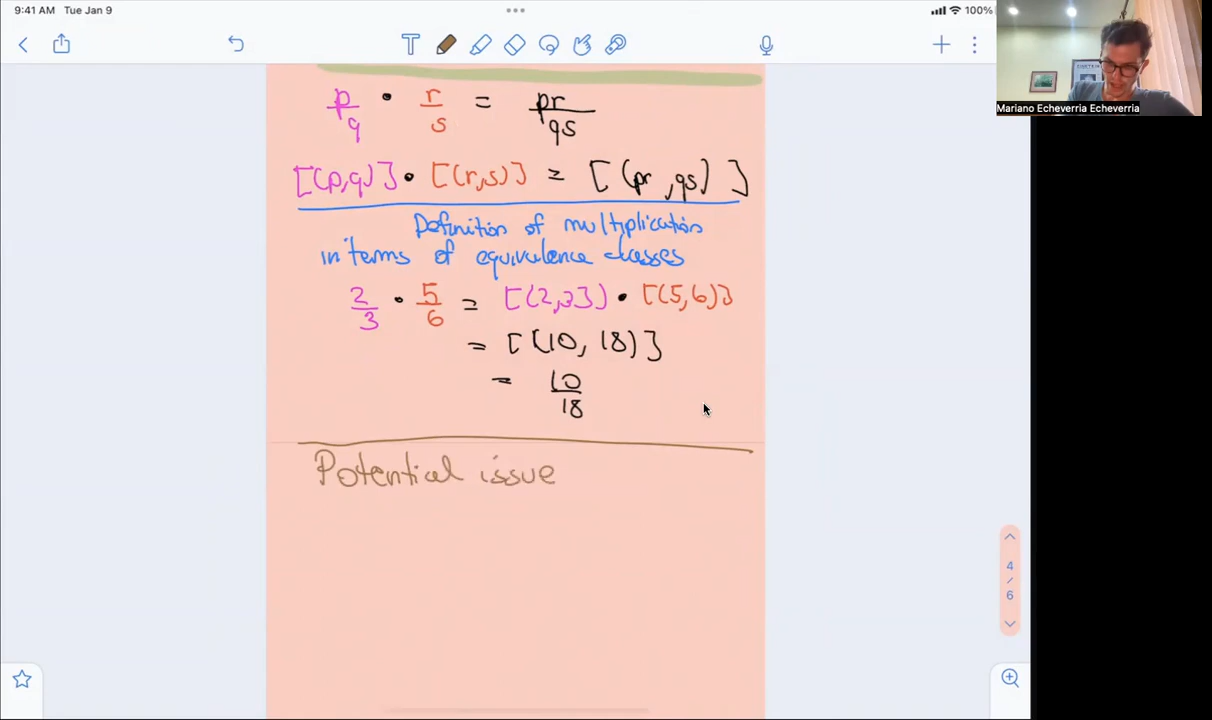 9:41 AM Tue Jan 9
100%
Mariano Echeverria Echeverria
p/q • r/s = pr/qs
[(p,q)] • [(r,s)] = [(pr,qs)]
Definition of multiplication
in terms of equivalence classes
2/3 • 5/6 = [(2,3]) • [(5,6)]
= [(10, 18)]
= 10/18
Potential issue
4
/
6